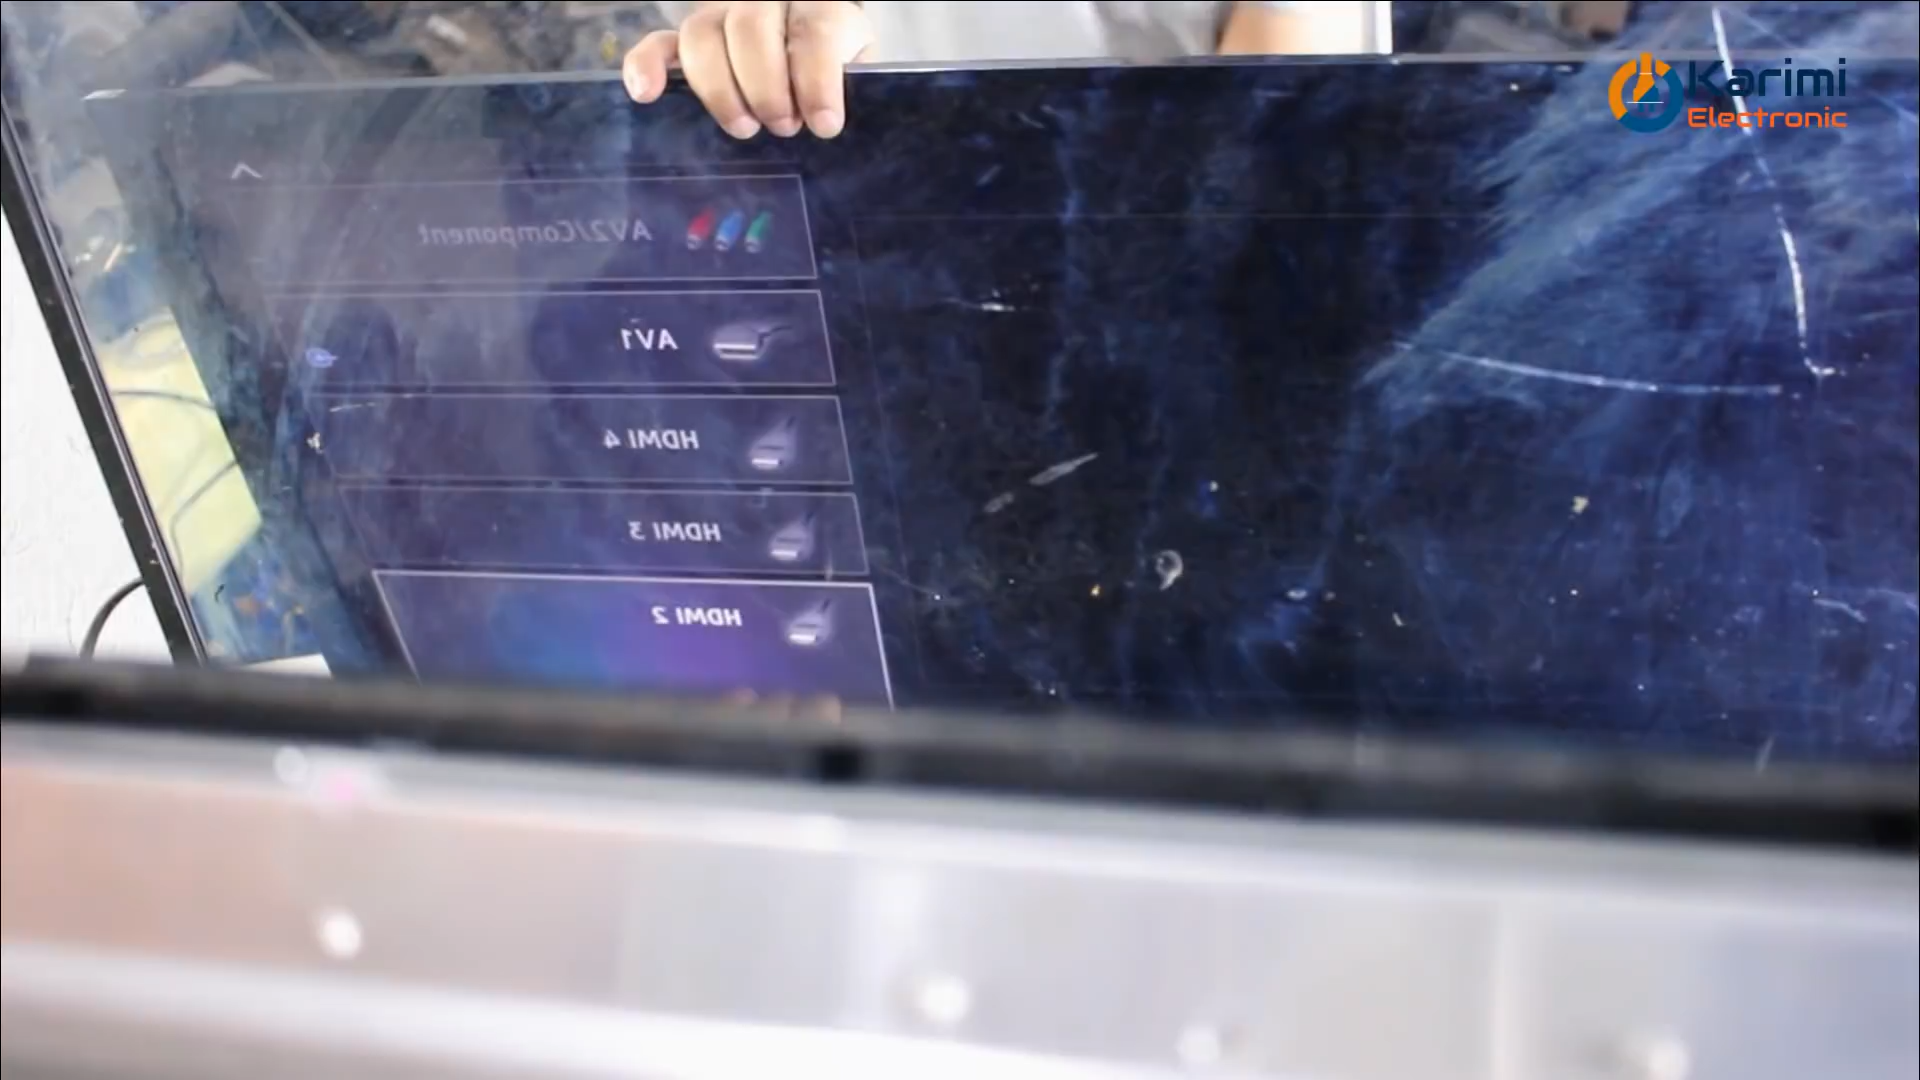 Karimi
Electronic
AV2/Component
AV1
HDMI 4
HDMI 3
HDMI 2